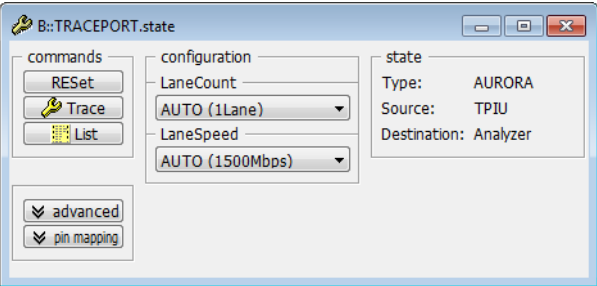 B::TRACEPORT.state
commands
RESet
Trace
List
advanced
pin mapping
configuration
LaneCount
AUTO (1Lane)
LaneSpeed
AUTO (1500Mbps)
state
Type: AURORA
Source: TPIU
Destination: Analyzer